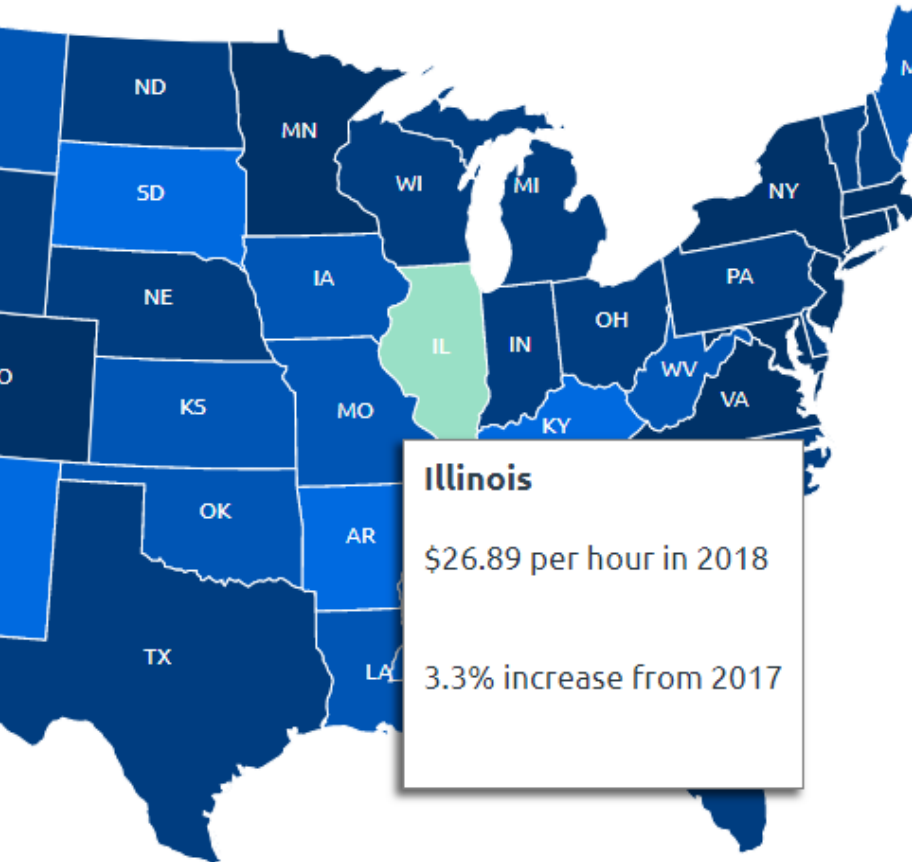 ND
MN
SD
WI
MI
NY
NE
IA
PA
IL
IN
OH
O
KS
MO
WV
VA
KY
OK
AR
TX
LA
Illinois
$26.89 per hour in 2018
3.3% increase from 2017